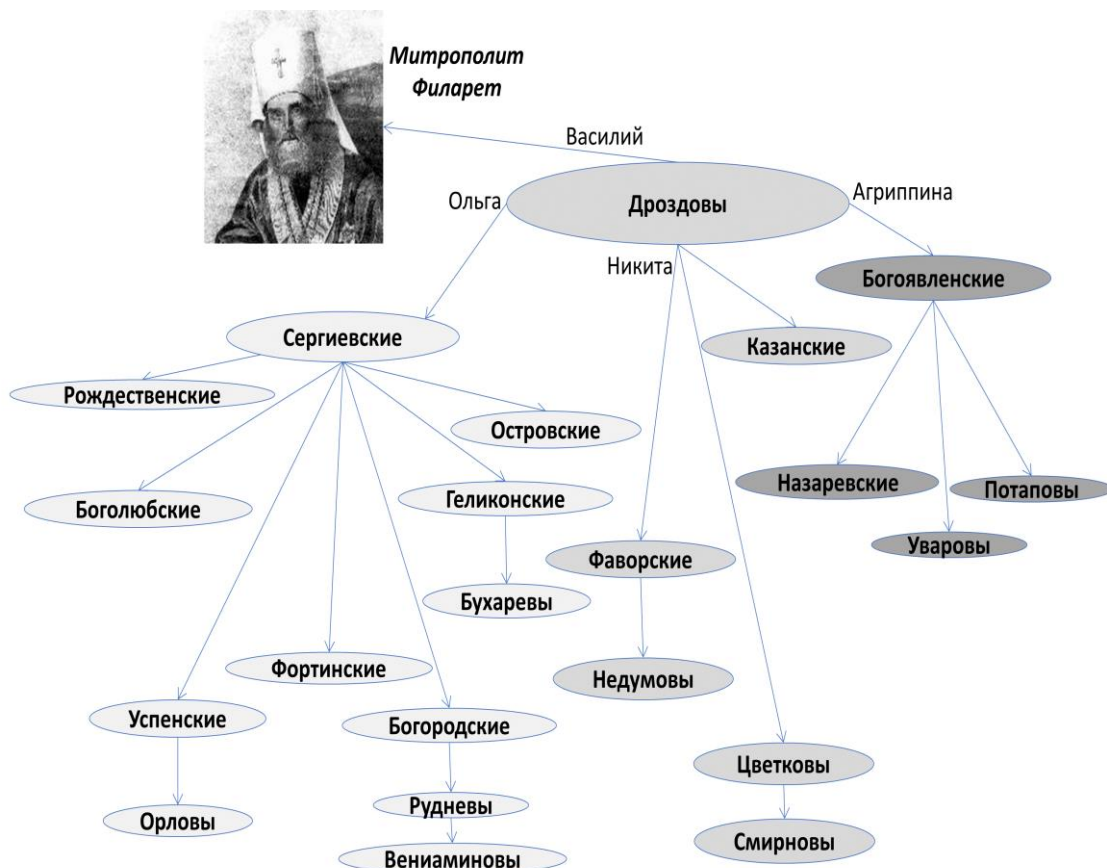 Митрополит
Филарет
Василий
Ольга
Дроздовы
Агриппина
Никита
Богоявленские
Сергиевские
Казанские
Рождественские
Островские
Назаревские
Потаповы
Боголюбские
Геликонские
Уваровы
Фаворские
Бухаревы
Фортинские
Недумовы
Успенские
Богородские
Цветковы
Орловы
Рудневы
Смирновы
Вениаминовы